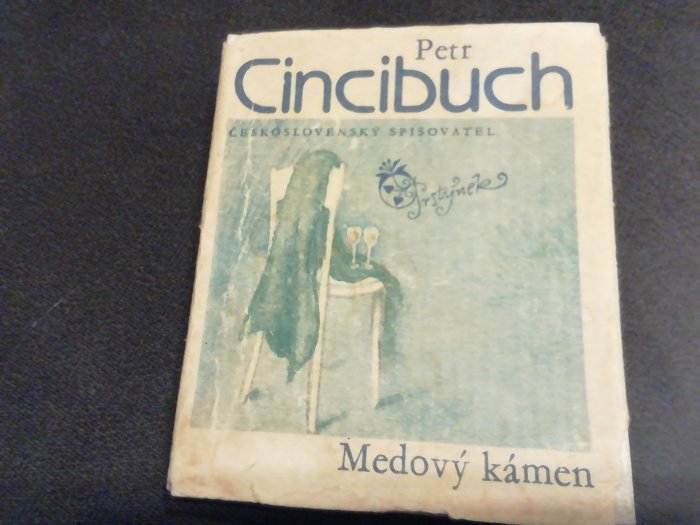 Petr
Cincibuch
ČESKOSLOVENSKÝ SPISOVATEL
Prstýnek
Medový kámen